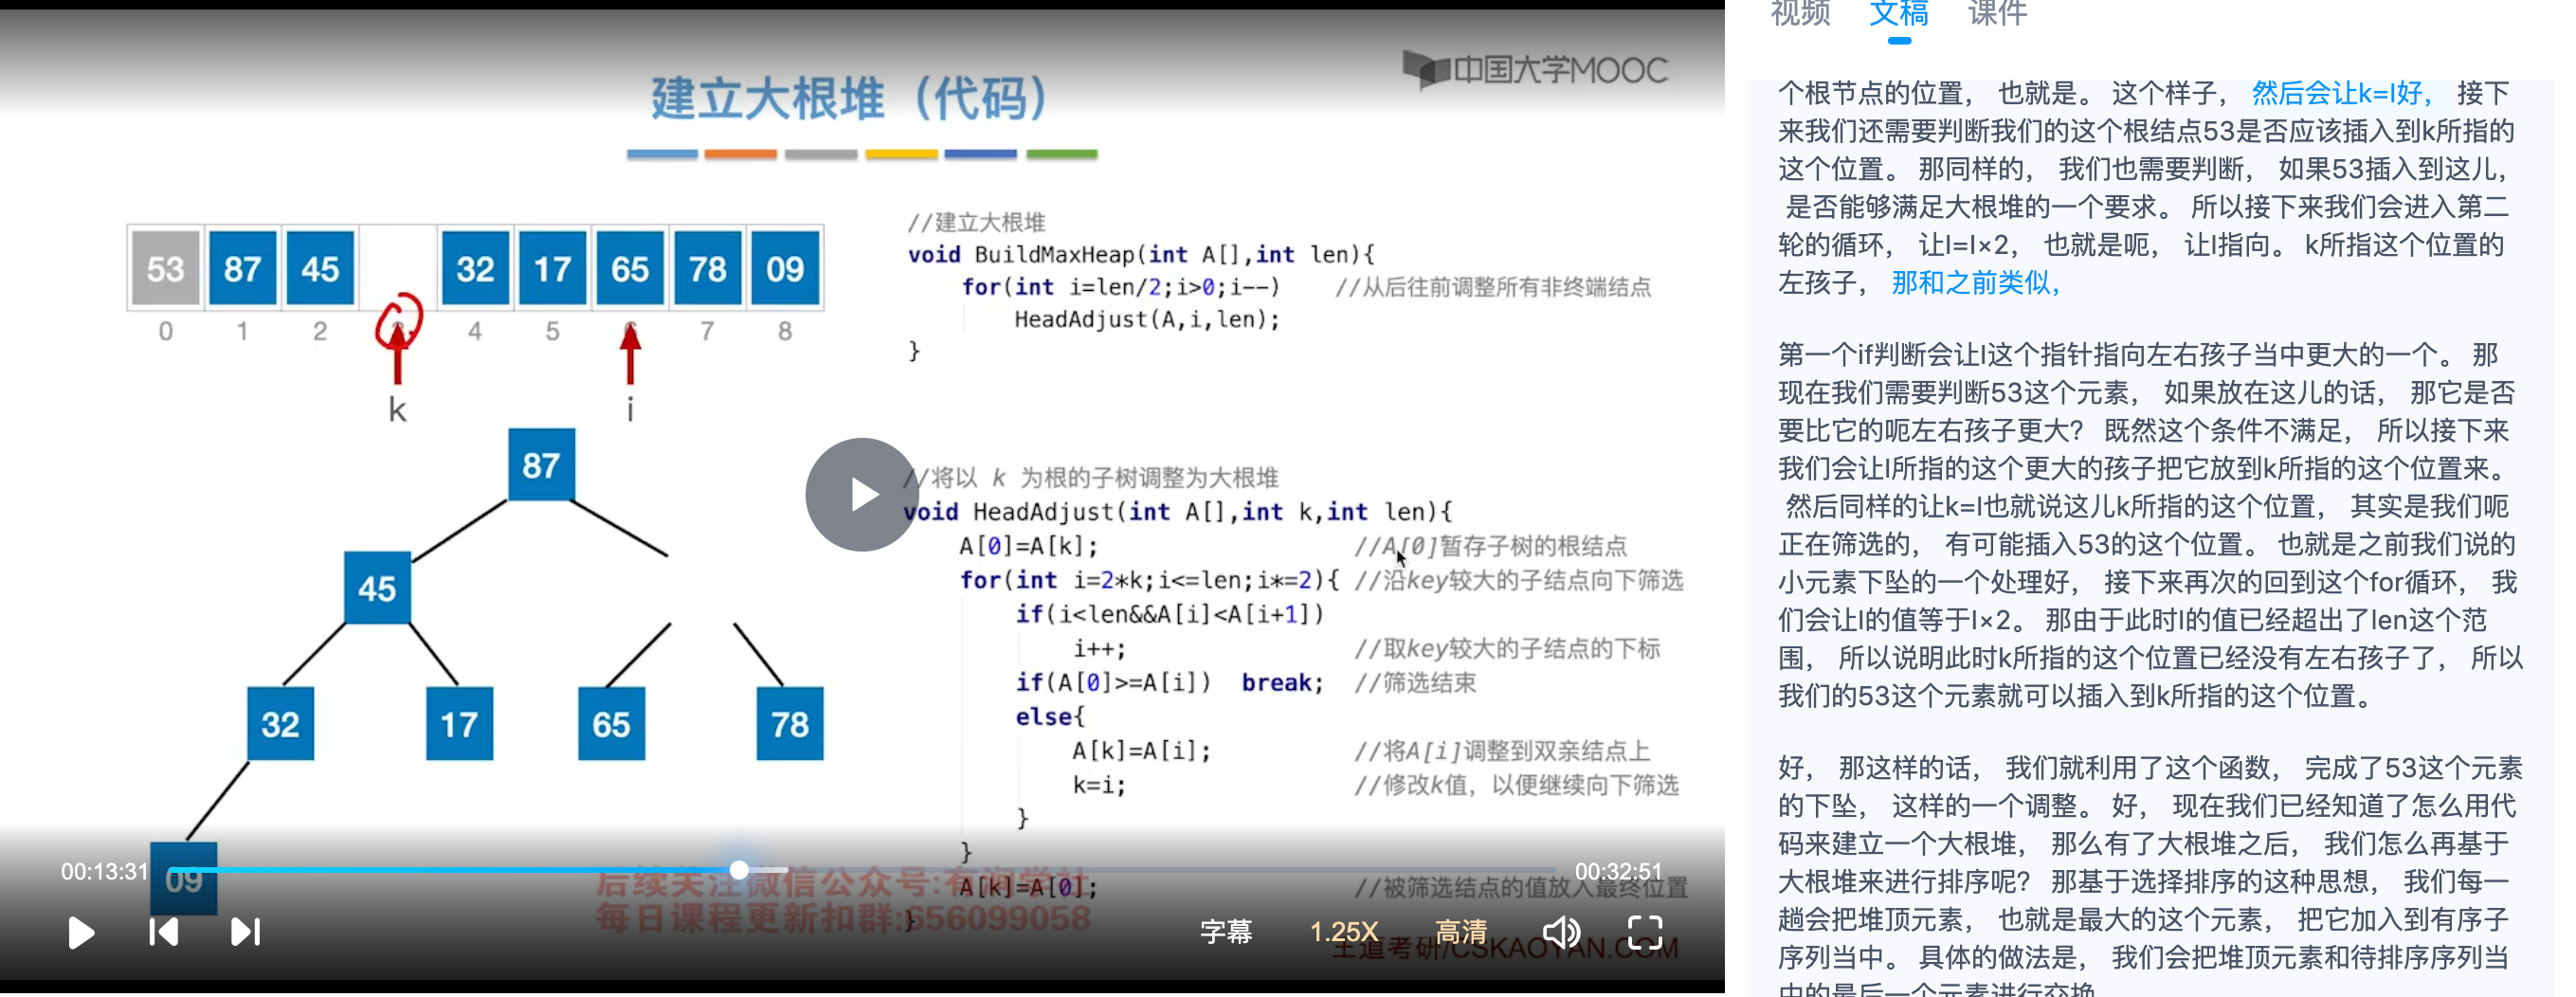 视频 文稿 课件
中国大学MOOC
建立大根堆（代码）
53 87 45 32 17 65 78 09
0 1 2 4 5 6 7 8
k i
87
45
32 17 65 78
09
//建立大根堆
void BuildMaxHeap(int A[],int len){
for(int i=len/2;i>0;i--) //从后往前调整所有非终端结点
HeadAdjust(A,i,len);
}
//将以 k 为根的子树调整为大根堆
void HeadAdjust(int A[],int k,int len){
A[0]=A[k]; //A[0]暂存子树的根结点
for(int i=2*k;i<=len;i*=2){ //沿key较大的子结点向下筛选
if(i<len&&A[i]<A[i+1])
i++; //取key较大的子结点的下标
if(A[0]>=A[i]) break; //筛选结束
else{
A[k]=A[i]; //将A[i]调整到双亲结点上
k=i; //修改k值，以便继续向下筛选
}
}
A[k]=A[0]; //被筛选结点的值放入最终位置
}
00:13:31 00:32:51
后续关注微信公众号:
每日课程更新扣群:656099058
字幕 1.25X 高清
王道考研/CSKAOYAN.COM
个根节点的位置， 也就是。 这个样子， 然后会让k=I好， 接下
来我们还需要判断我们的这个根结点53是否应该插入到k所指的
这个位置。 那同样的， 我们也需要判断， 如果53插入到这儿，
是否能够满足大根堆的一个要求。 所以接下来我们会进入第二
轮的循环， 让I=I×2， 也就是呃， 让I指向。 k所指这个位置的
左孩子， 那和之前类似，
第一个if判断会让I这个指针指向左右孩子当中更大的一个。 那
现在我们需要判断53这个元素， 如果放在这儿的话， 那它是否
要比它的呃左右孩子更大？ 既然这个条件不满足， 所以接下来
我们会让I所指的这个更大的孩子把它放到k所指的这个位置来。
然后同样的让k=I也就说这儿k所指的这个位置， 其实是我们呃
正在筛选的， 有可能插入53的这个位置。 也就是之前我们说的
小元素下坠的一个处理好， 接下来再次的回到这个for循环， 我
们会让I的值等于I×2。 那由于此时I的值已经超出了len这个范
围， 所以说明此时k所指的这个位置已经没有左右孩子了， 所以
我们的53这个元素就可以插入到k所指的这个位置。
好， 那这样的话， 我们就利用了这个函数， 完成了53这个元素
的下坠， 这样的一个调整。 好， 现在我们已经知道了怎么用代
码来建立一个大根堆， 那么有了大根堆之后， 我们怎么再基于
大根堆来进行排序呢？ 那基于选择排序的这种思想， 我们每一
趟会把堆顶元素， 也就是最大的这个元素， 把它加入到有序子
序列当中。 具体的做法是， 我们会把堆顶元素和待排序序列当
中的最后一个元素进行交换